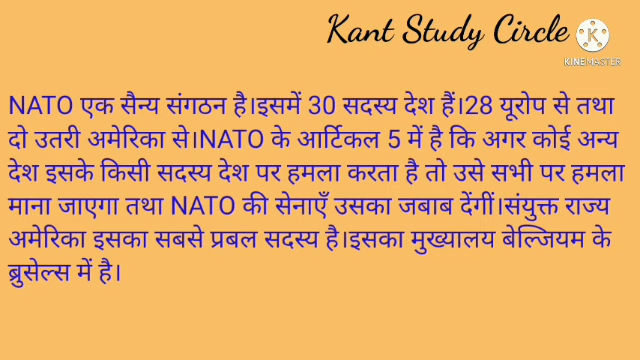 Kant Study Circle
K
KINEMASTER
NATO एक सैन्य संगठन है।इसमें 30 सदस्य देश हैं।28 यूरोप से तथा
दो उतरी अमेरिका से।NATO के आर्टिकल 5 में है कि अगर कोई अन्य
देश इसके किसी सदस्य देश पर हमला करता है तो उसे सभी पर हमला
माना जाएगा तथा NATO की सेनाएँ उसका जबाब देंगीं।संयुक्त राज्य
अमेरिका इसका सबसे प्रबल सदस्य है।इसका मुख्यालय बेल्जियम के
ब्रुसेल्स में है।